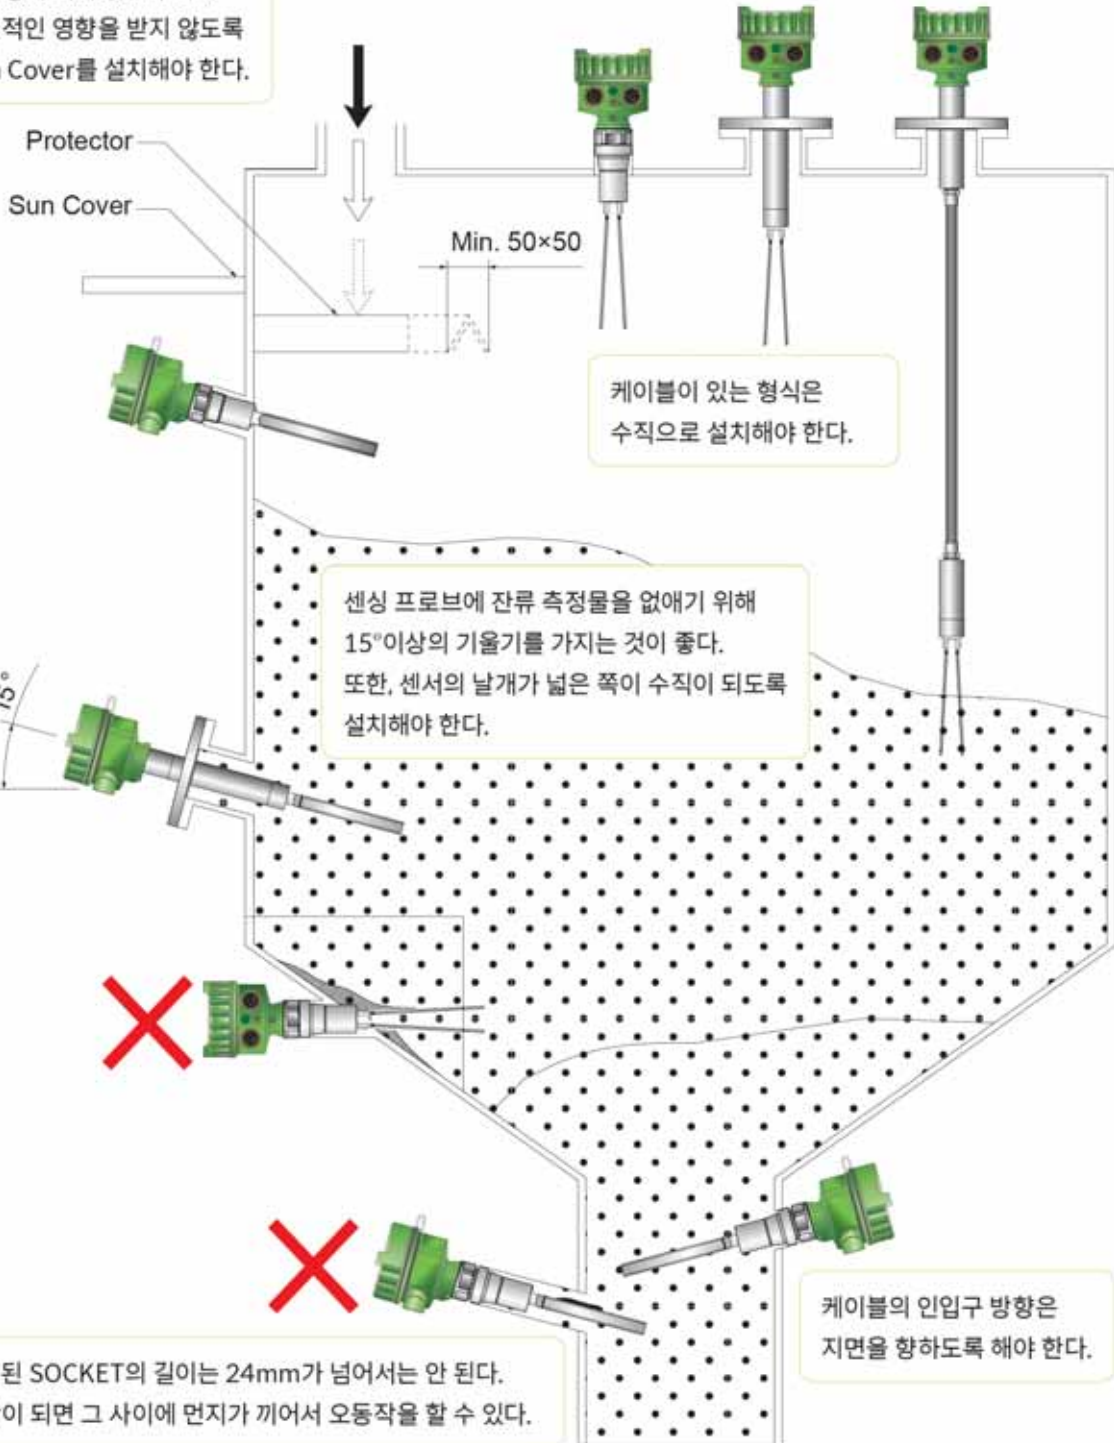 적인 영향을 받지 않도록
Cover를 설치해야 한다.
Protector
Sun Cover
Min. 50×50
케이블이 있는 형식은
수직으로 설치해야 한다.
센싱 프로브에 잔류 측정물을 없애기 위해
15°이상의 기울기를 가지는 것이 좋다.
또한, 센서의 날개가 넓은 쪽이 수직이 되도록
설치해야 한다.
15°
케이블의 인입구 방향은
지면을 향하도록 해야 한다.
된 SOCKET의 길이는 24mm가 넘어서는 안 된다.
이 되면 그 사이에 먼지가 끼어서 오동작을 할 수 있다.